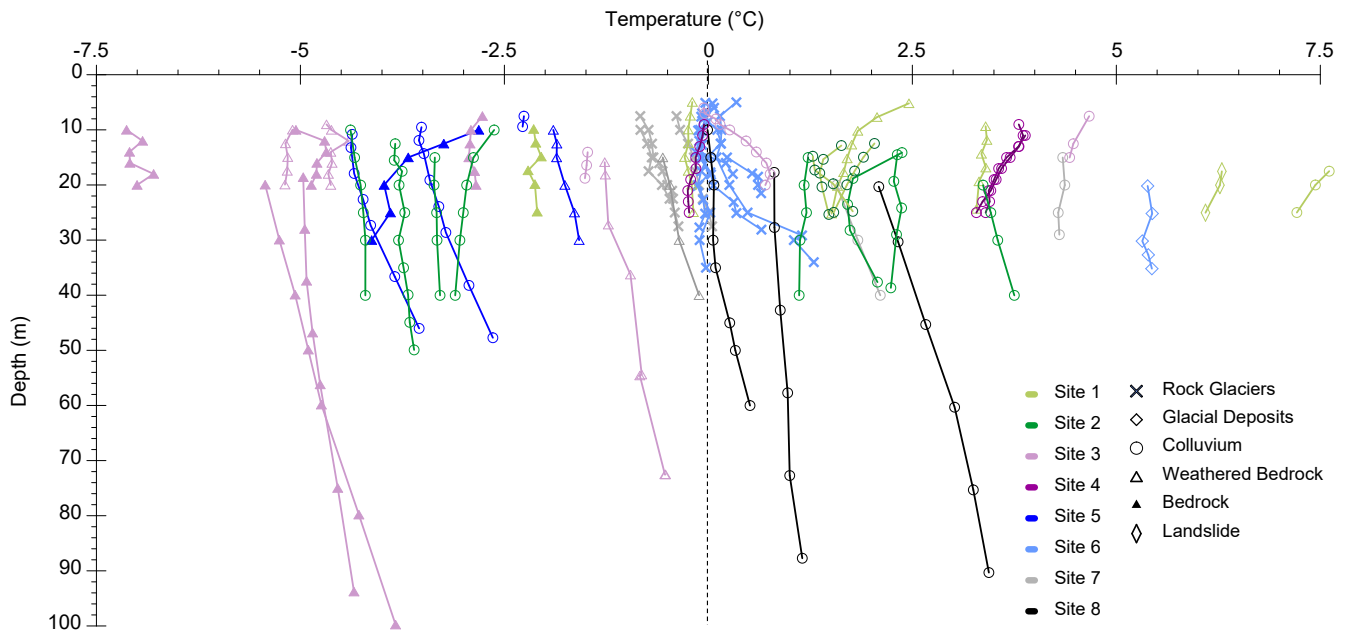 Temperature (°C)
-7.5 -5 -2.5 0 2.5 5 7.5
0
10
20
30
40
50
60
70
80
90
100
Depth (m)
Site 1
Site 2
Site 3
Site 4
Site 5
Site 6
Site 7
Site 8
Rock Glaciers
Glacial Deposits
Colluvium
Weathered Bedrock
Bedrock
Landslide